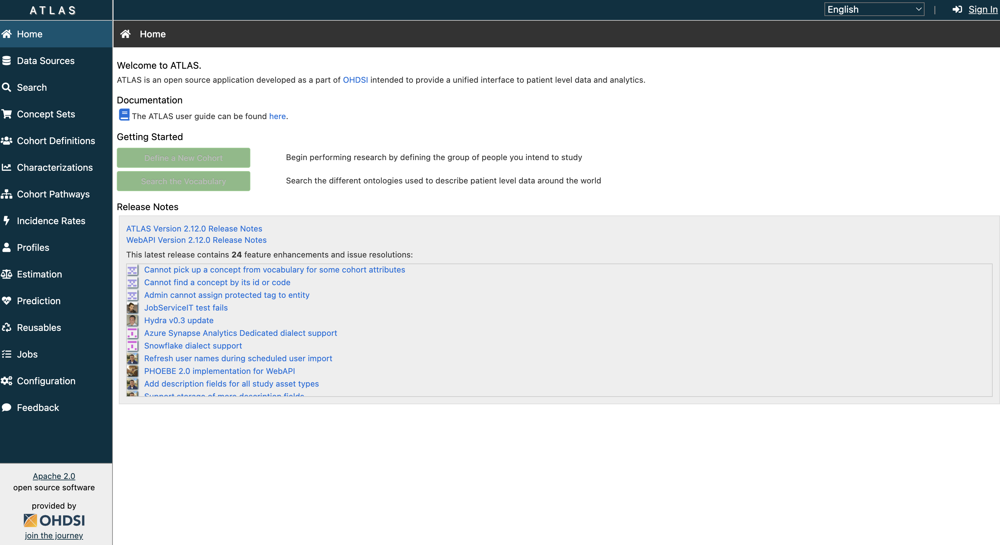 ATLAS
English
|
Sign In
Home
Data Sources
Search
Concept Sets
Cohort Definitions
Characterizations
Cohort Pathways
Incidence Rates
Profiles
Estimation
Prediction
Reusables
Jobs
Configuration
Feedback
Apache 2.0
open source software
provided by
OHDSI
join the journey
Home
Welcome to ATLAS.
ATLAS is an open source application developed as a part of OHDSI intended to provide a unified interface to patient level data and analytics.
Documentation
The ATLAS user guide can be found here.
Getting Started
Define a New Cohort
Begin performing research by defining the group of people you intend to study
Search the Vocabulary
Search the different ontologies used to describe patient level data around the world
Release Notes
ATLAS Version 2.12.0 Release Notes
WebAPI Version 2.12.0 Release Notes
This latest release contains 24 feature enhancements and issue resolutions:
Cannot pick up a concept from vocabulary for some cohort attributes
Cannot find a concept by its id or code
Admin cannot assign protected tag to entity
JobServiceIT test fails
Hydra v0.3 update
Azure Synapse Analytics Dedicated dialect support
Snowflake dialect support
Refresh user names during scheduled user import
PHOEBE 2.0 implementation for WebAPI
Add description fields for all study asset types
Support storage of more description fields